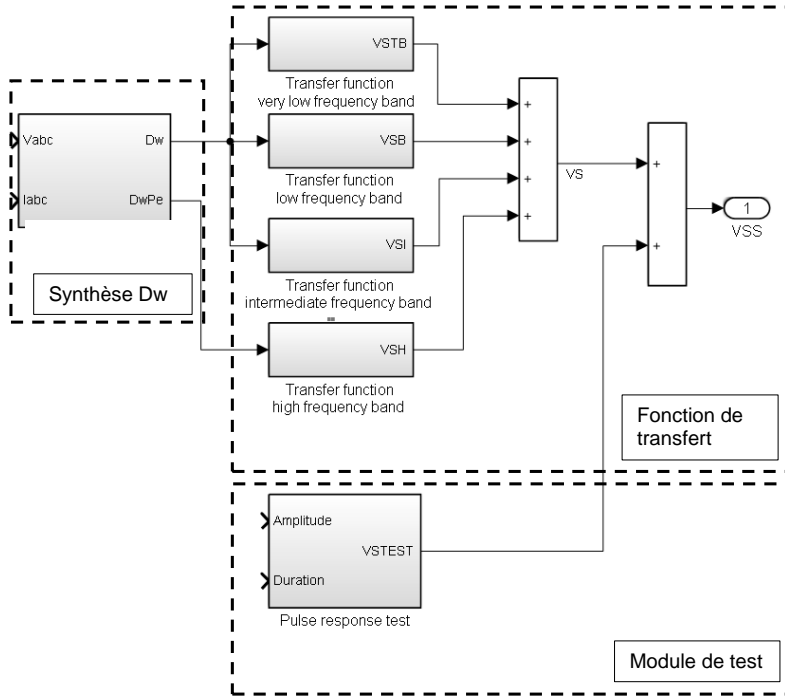 VSTB
Transfer function
very low frequency band
Vabc
Iabc
Dw
DwPe
Synthèse Dw
VSB
Transfer function
low frequency band
VSI
Transfer function
intermediate frequency band
VSH
Transfer function
high frequency band
+
+
+
+
VS
+
+
1
VSS
Fonction de
transfert
Amplitude
Duration
VSTEST
Pulse response test
Module de test